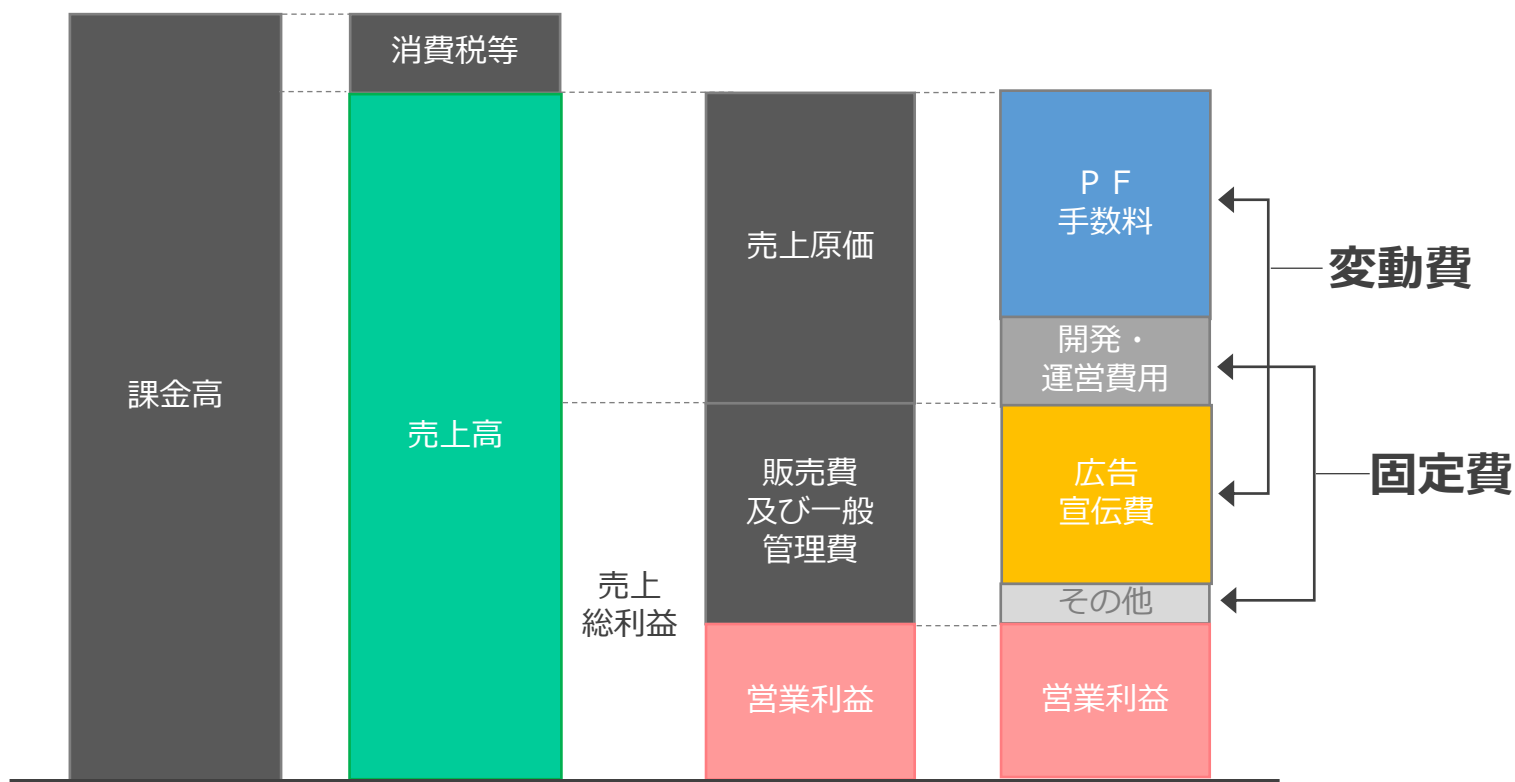 課金高
消費税等
売上高
売上
総利益
売上原価
販売費
及び一般
管理費
営業利益
ＰＦ
手数料
開発・
運営費用
広告
宣伝費
その他
営業利益
変動費
固定費